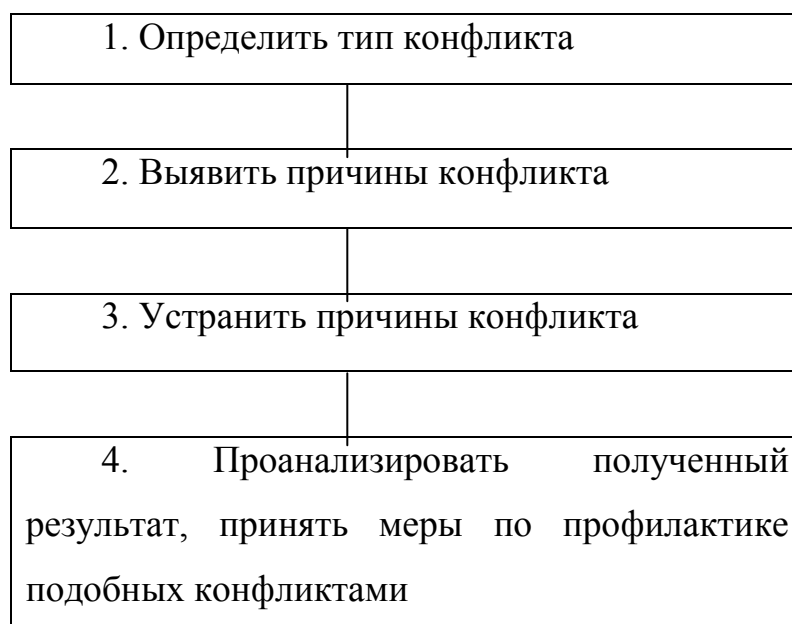 1. Определить тип конфликта
2. Выявить причины конфликта
3. Устранить причины конфликта
4. Проанализировать полученный
результат, принять меры по профилактике
подобных конфликтами